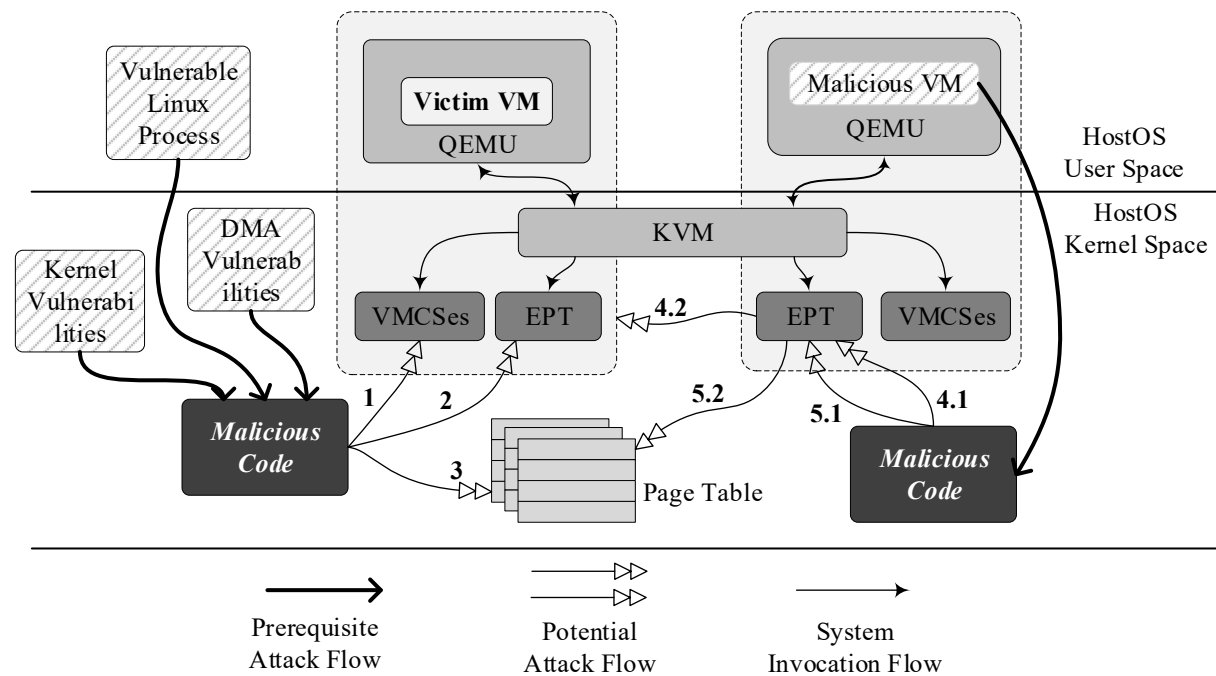 Vulnerable
Linux
Process
Victim VM
QEMU
Malicious VM
QEMU
HostOS
User Space
HostOS
Kernel Space
KVM
DMA
Vulnerab
ilities
Kernel
Vulnerabi
lities
VMCSes
EPT
4.2
EPT
VMCSes
1
2
5.2
5.1
4.1
Malicious
Code
3
Page Table
Malicious
Code
Prerequisite
Attack Flow
Potential
Attack Flow
System
Invocation Flow